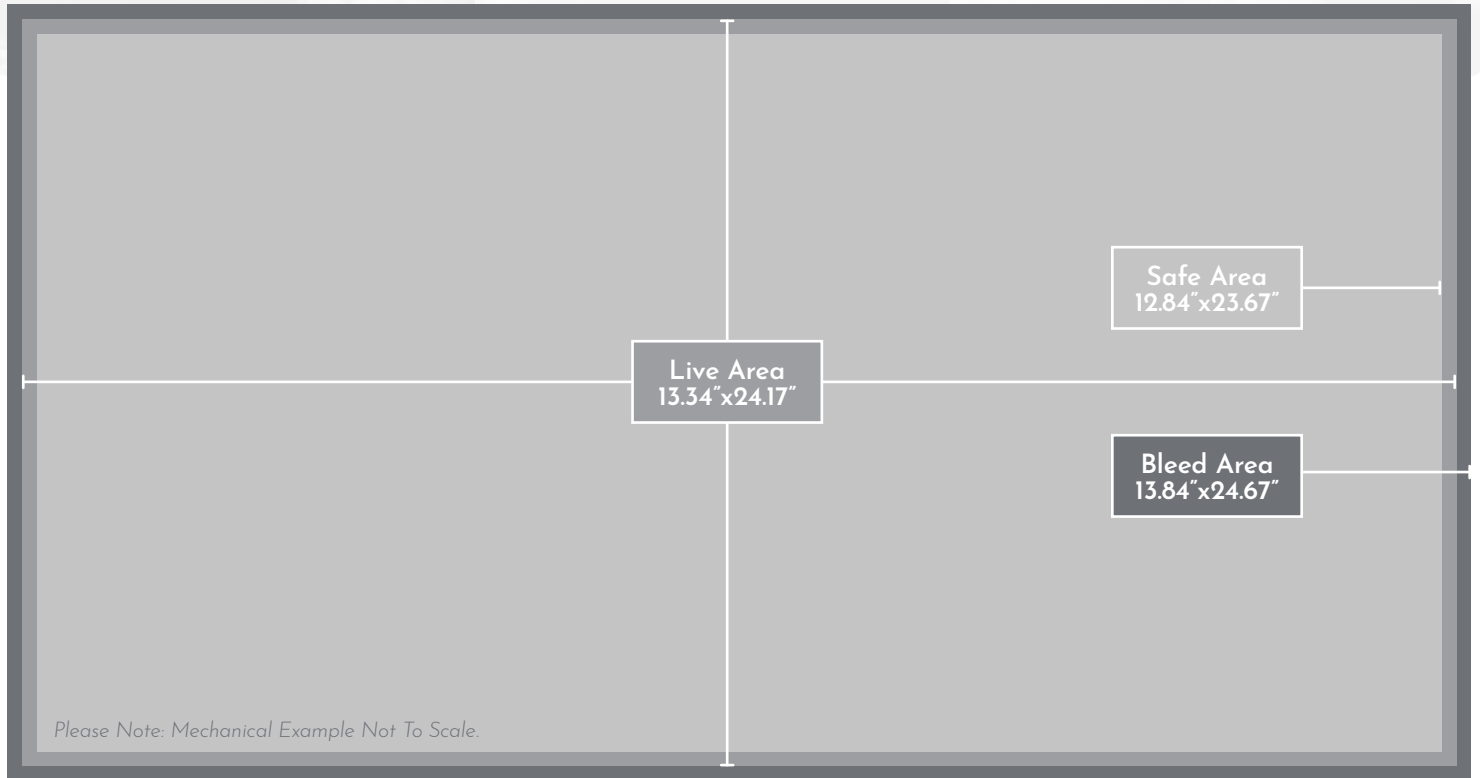 Safe Area
12.84”x23.67”
Live Area
13.34”x24.17”
Bleed Area
13.84”x24.67”
Please Note: Mechanical Example Not To Scale.